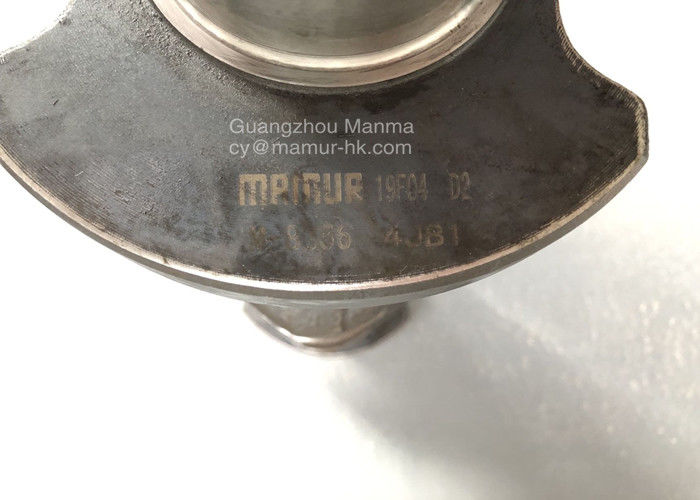 Guangzhou Manma
cy@mamur-hk.com
MAMUR 19F04 D2
4JB1